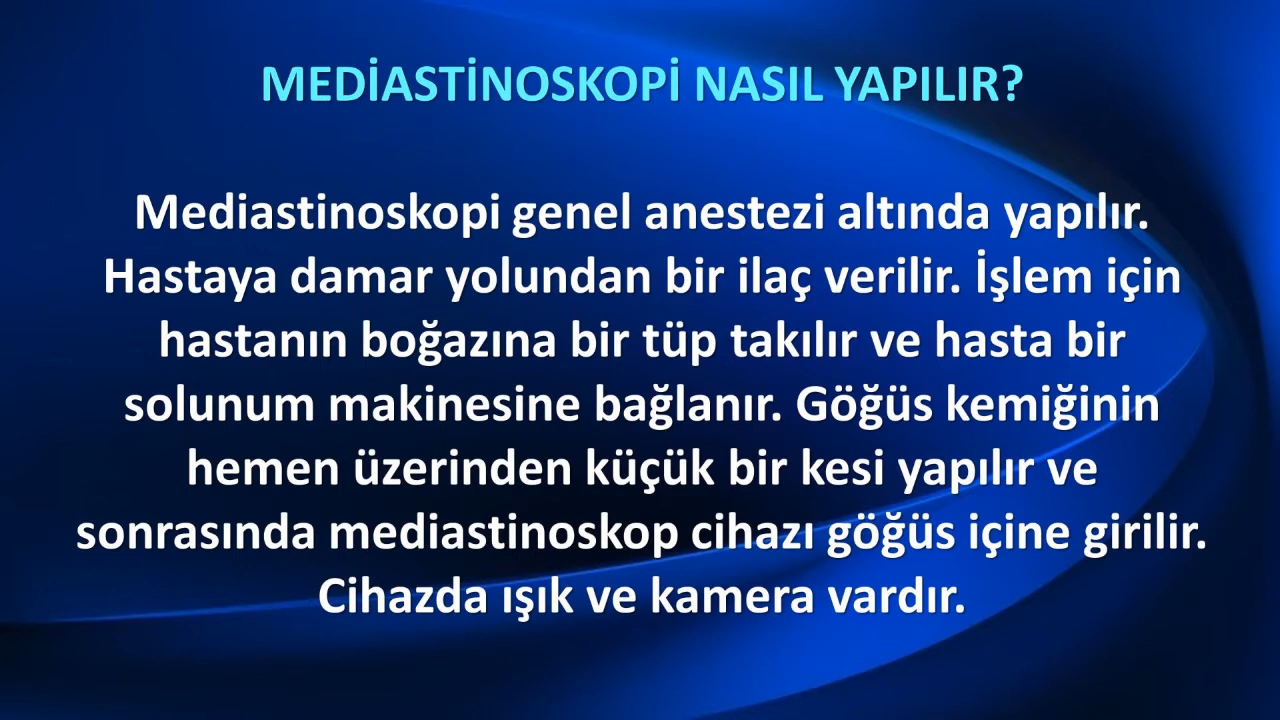 MEDİASTİNOSKOPİ NASIL YAPILIR?
Mediastinoskopi genel anestezi altında yapılır.
Hastaya damar yolundan bir ilaç verilir. İşlem için
hastanın boğazına bir tüp takılır ve hasta bir
solunum makinesine bağlanır. Göğüs kemiğinin
hemen üzerinden küçük bir kesi yapılır ve
sonrasında mediastinoskop cihazı göğüs içine girilir.
Cihazda ışık ve kamera vardır.